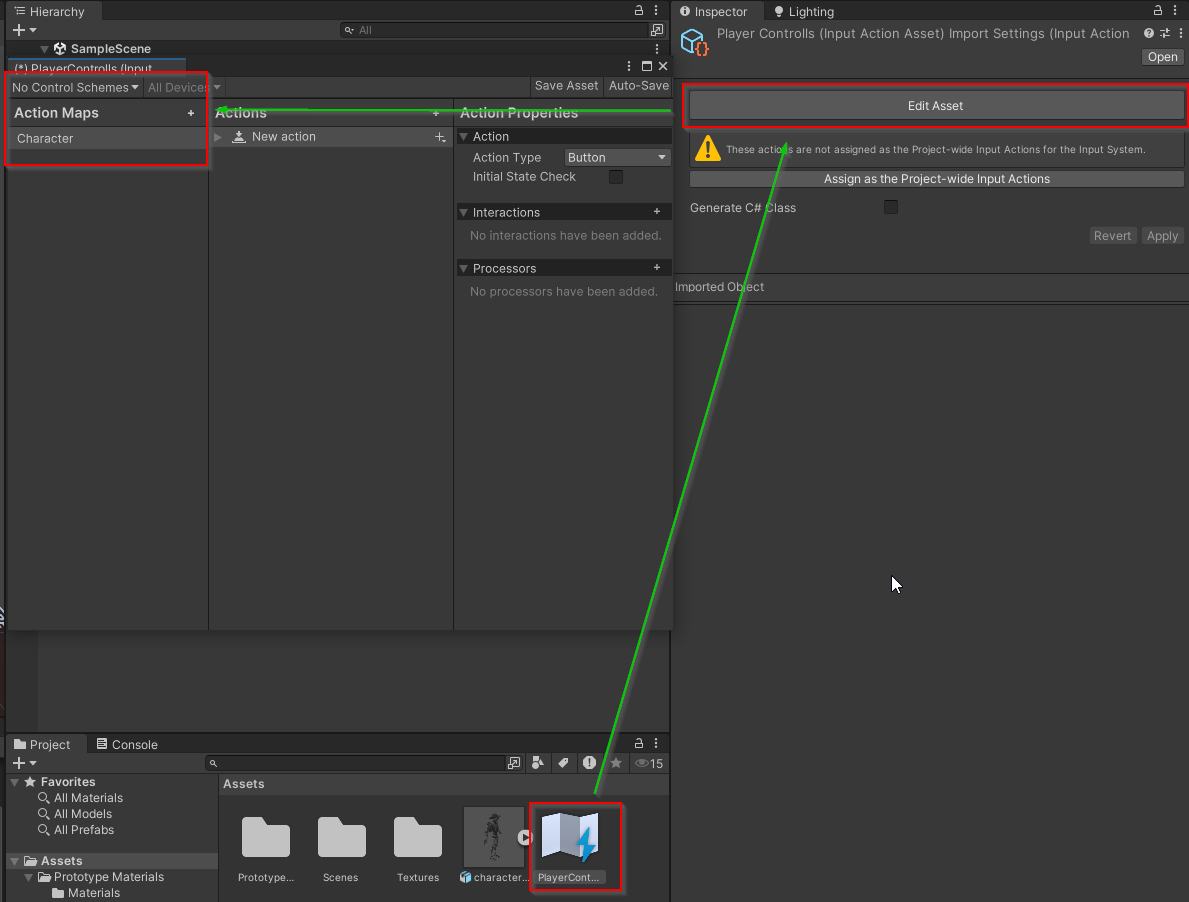 Hierarchy
All
SampleScene
(*) PlayerControlls (Input
No Control Schemes
All Devices
Save Asset
Auto-Save
Action Maps +
Character
Actions +
New action
Action Properties
Action
Action Type Button
Initial State Check
Interactions +
No interactions have been added.
Processors +
No processors have been added.
Inspector
Lighting
Player Controlls (Input Action Asset) Import Settings (Input Action
Open
Edit Asset
These actions are not assigned as the Project-wide Input Actions for the Input System.
Assign as the Project-wide Input Actions
Generate C# Class
Revert
Apply
Imported Object
Project
Console
15
Favorites
All Materials
All Models
All Prefabs
Assets
Prototype Materials
Materials
Assets
Prototype...
Scenes
Textures
character...
PlayerCont...